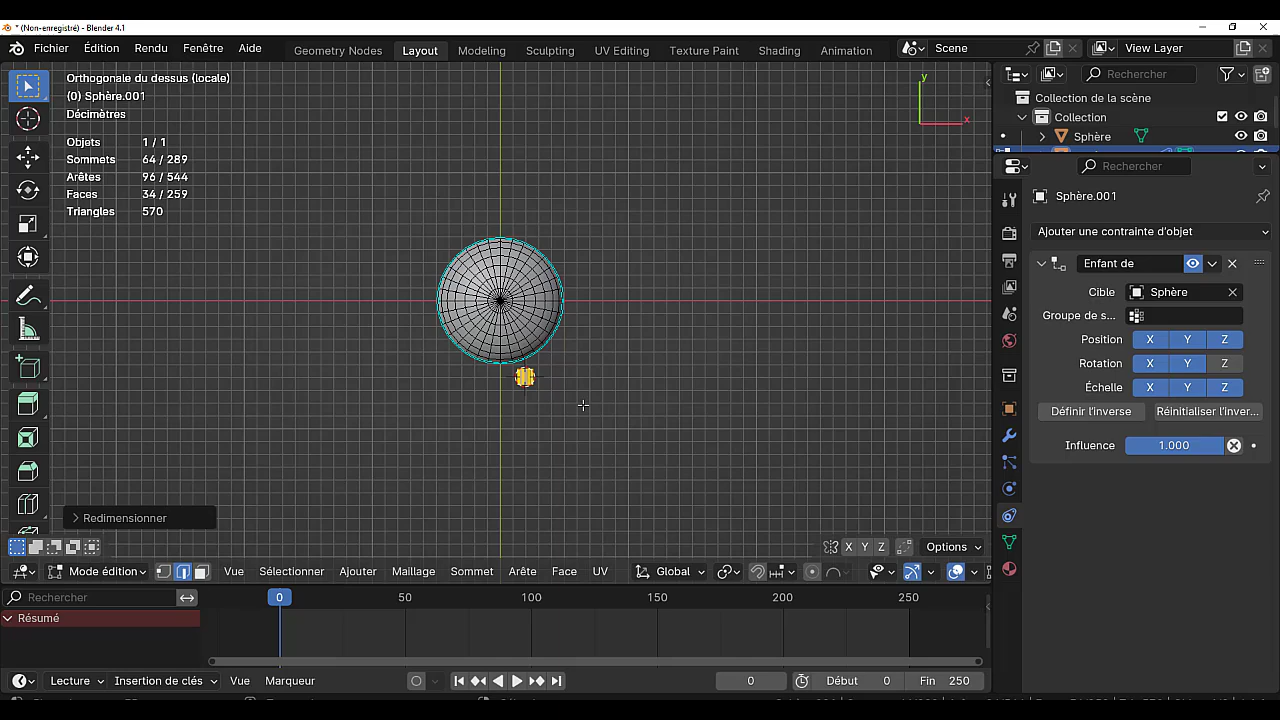 * (Non-enregistré) - Blender 4.1
Fichier Édition Rendu Fenêtre Aide Geometry Nodes Layout Modeling Sculpting UV Editing Texture Paint Shading Animation Scene View Layer
Orthogonale du dessus (locale)
(0) Sphère.001
Décimètres
Objets 1 / 1
Sommets 64 / 289
Arêtes 96 / 544
Faces 34 / 259
Triangles 570
y
x
Rechercher
Collection de la scène
Collection
Sphère
Rechercher
Sphère.001
Ajouter une contrainte d'objet
Enfant de
Cible Sphère
Groupe de s...
Position X Y Z
Rotation X Y Z
Échelle X Y Z
Définir l'inverse Réinitialiser l'inver...
Influence 1.000
Redimensionner
X Y Z Options
Mode édition Vue Sélectionner Ajouter Maillage Sommet Arête Face UV Global
Rechercher 0 50 100 150 200 250
Résumé
Lecture Insertion de clés Vue Marqueur 0 Début 0 Fin 250